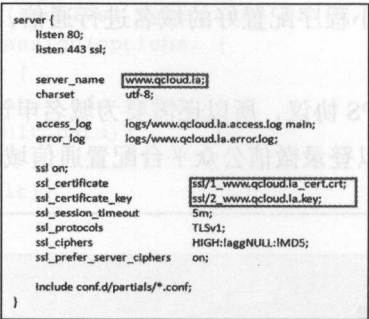 server {
listen 80;
listen 443 ssl;
server_name www.qcloud.la;
charset utf-8;
access_log logs/www.qcloud.la.access.log main;
error_log logs/www.qcloud.la.error.log;
ssl on;
ssl_certificate ssl/1_www.qcloud.la_cert.crt;
ssl_certificate_key ssl/2_www.qcloud.la.key;
ssl_session_timeout 5m;
ssl_protocols TLSv1;
ssl_ciphers HIGH:!aggNULL:!MD5;
ssl_prefer_server_ciphers on;
include conf.d/partials/*.conf;
}